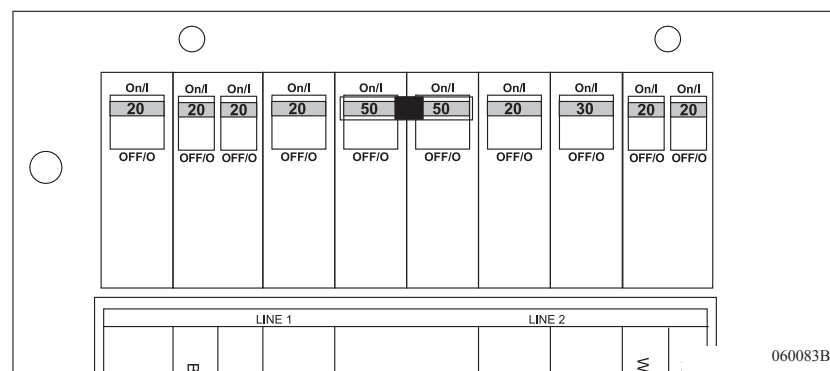 On/I On/I On/I On/I On/I On/I On/I On/I On/I On/I
20 20 20 20 50 50 20 30 20 20
OFF/O OFF/O OFF/O OFF/O OFF/O OFF/O OFF/O OFF/O OFF/O OFF/O
LINE 1 LINE 2
060083B